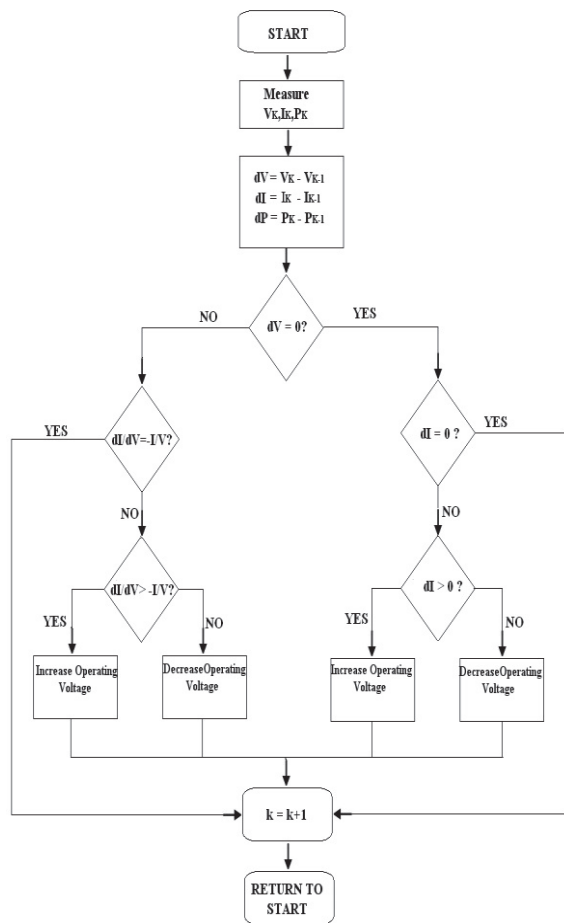 START
Measure
VK,IK,PK
dV = VK - VK-1
dI = IK - IK-1
dP = PK - PK-1
NO
dV = 0?
YES
YES
dI/dV=-I/V?
dI = 0 ?
YES
NO
NO
dI/dV> -I/V?
dI > 0 ?
YES
NO
YES
NO
Increase Operating
Voltage
DecreaseOperating
Voltage
Increase Operating
Voltage
DecreaseOperating
Voltage
k = k+1
RETURN TO
START